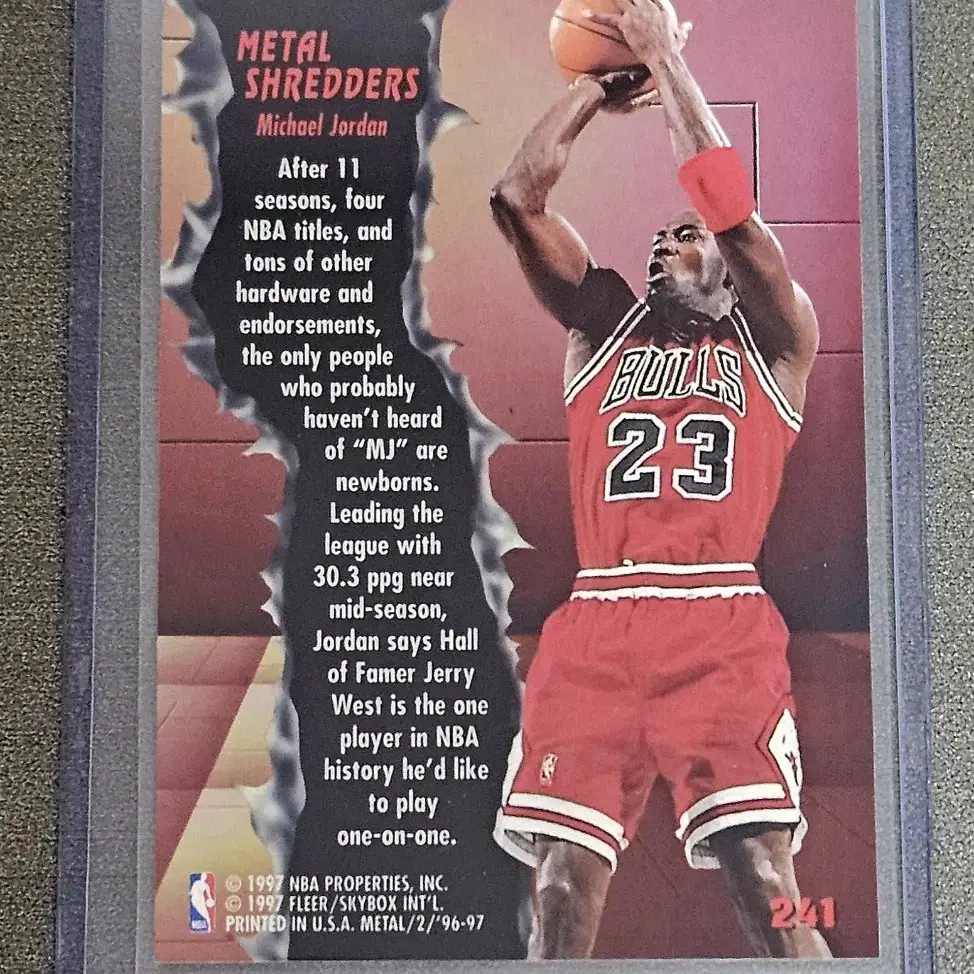 METAL
SHREDDERS
Michael Jordan
After 11
seasons, four
NBA titles, and
tons of other
hardware and
endorsements,
the only people
who probably
haven't heard
of "MJ" are
newborns.
Leading the
league with
30.3 ppg near
mid-season,
Jordan says Hall
of Famer Jerry
West is the one
player in NBA
history he'd like
to play
one-on-one.
BULLS
23
NBA
© 1997 NBA PROPERTIES, INC.
© 1997 FLEER/SKYBOX INT'L.
PRINTED IN U.S.A. METAL/2/'96-97
241